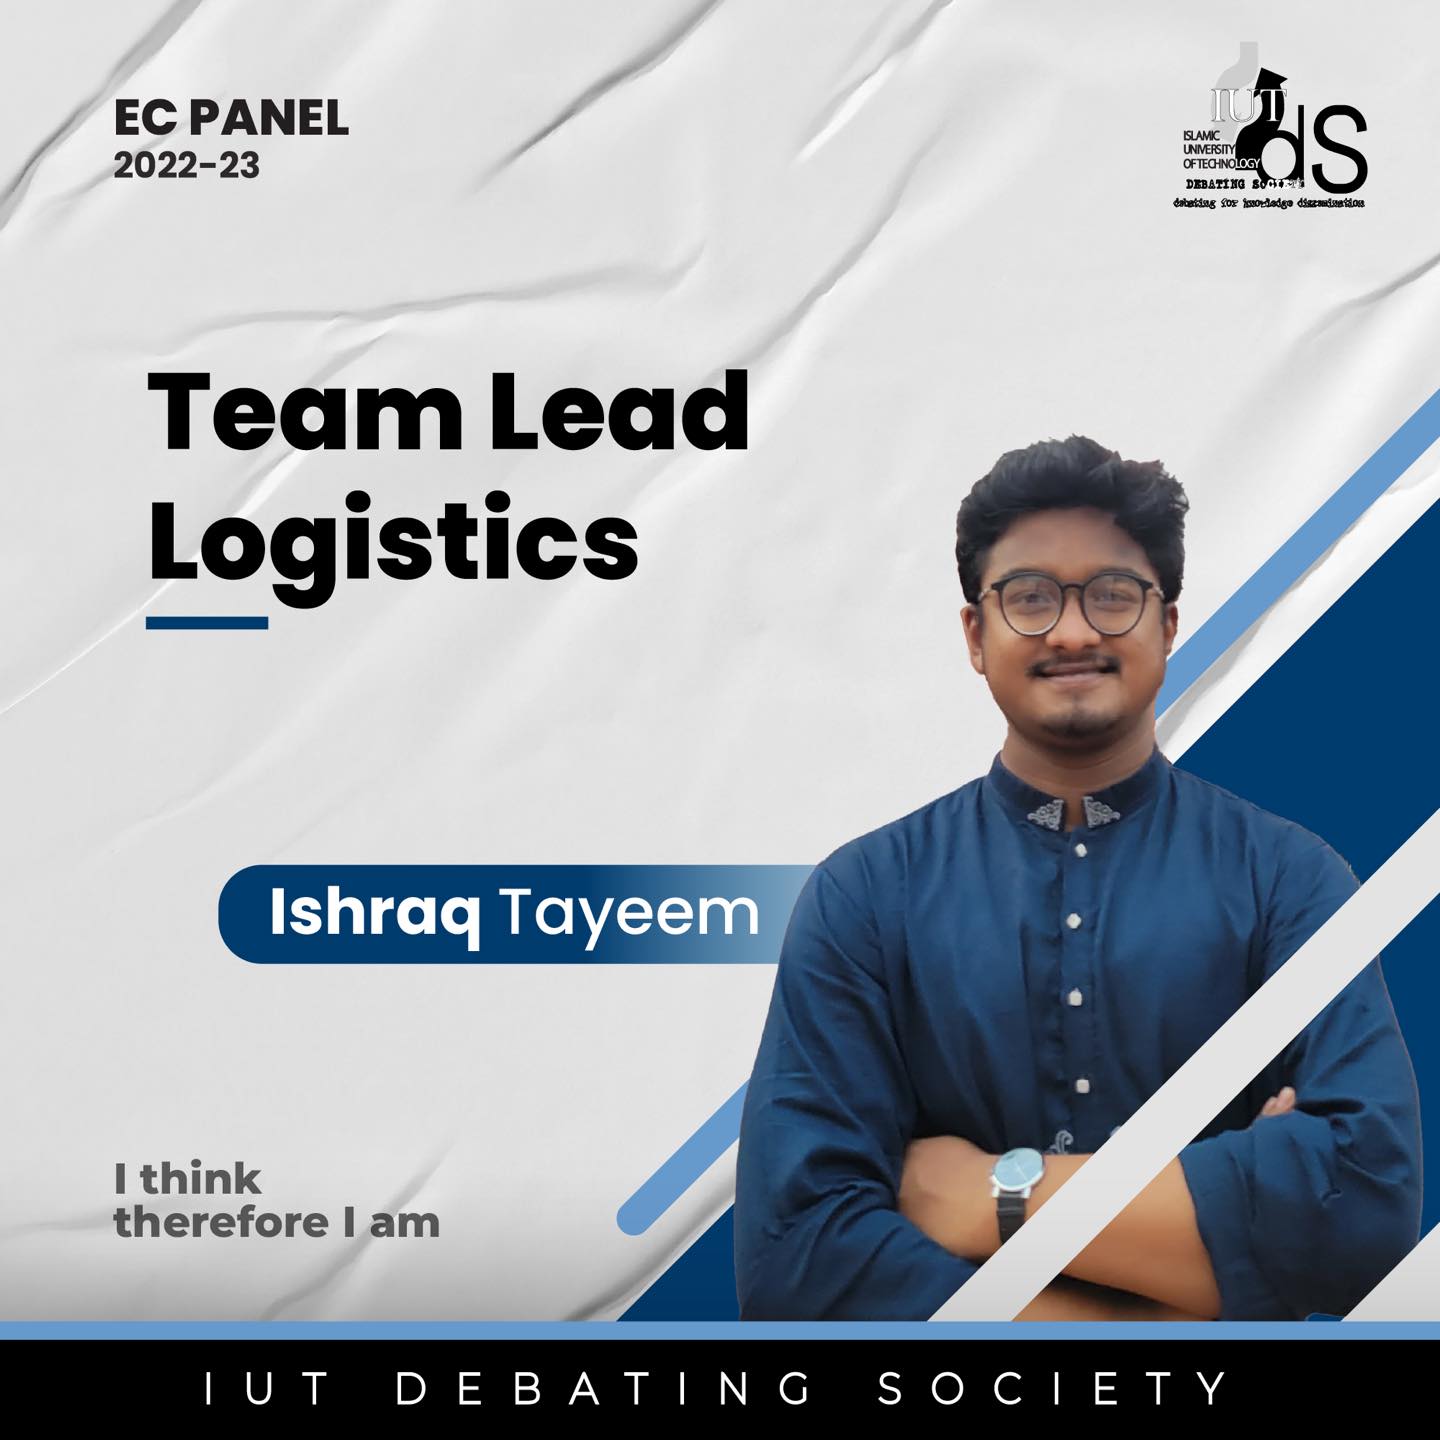 EC PANEL
2022-23
IUT
ISLAMIC
UNIVERSITY
OF TECHNOLOGY
dS
DEBATING SOCIETY
debating for knowledge dissemination
Team Lead
Logistics
Ishraq Tayeem
I think
therefore I am
IUT DEBATING SOCIETY